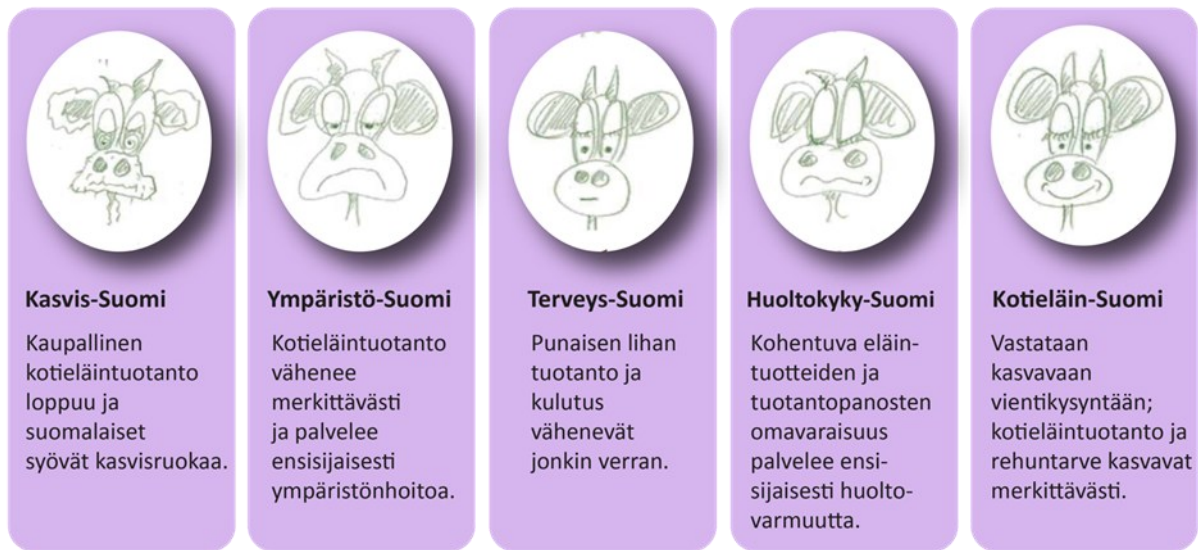 Kasvis-Suomi
Kaupallinen
kotieläintuotanto
loppuu ja
suomalaiset
syövät kasvisruokaa.
Ympäristö-Suomi
Kotieläintuotanto
vähenee
merkittävästi
ja palvelee
ensisijaisesti
ympäristönhoitoa.
Terveys-Suomi
Punaisen lihan
tuotanto ja
kulutus
vähenevät
jonkin verran.
Huoltokyky-Suomi
Kohentuva eläin-
tuotteiden ja
tuotantopanosten
omavaraisuus
palvelee ensi-
sijaisesti huolto-
varmuutta.
Kotieläin-Suomi
Vastataan
kasvavaan
vientikysyntään;
kotieläintuotanto ja
rehuntarve kasvavat
merkittävästi.